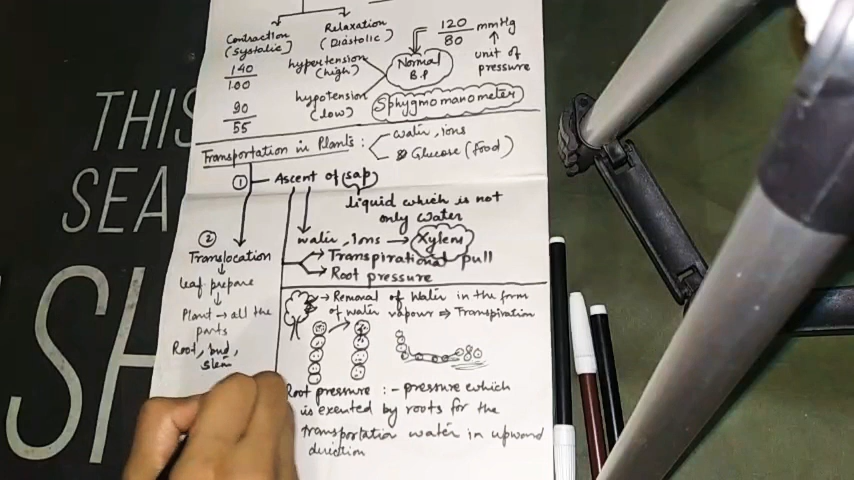 Contraction
(Systalic)
Relaxation
(Diastolic)
120
80
mmHg
unit of
pressure
Normal
B.P
hypertension
(high)
140
100
hypotension
(low)
90
55
Sphygmomanometer
Transportation in Plants :
water, ions
Glucose (food)
① Ascent of (sap)
liquid which is not
only water
water, ions → Xylem
Transpirational pull
Root pressure
②
Translocation
leaf prepare
Plant → all the
parts
Root, bud,
stem
→ Removal of Water in the form
of water vapour ⇒ Transpiration
Root pressure :- pressure which
is exented by roots for the
transportation water in upward
direction
THIS
SEA
SH